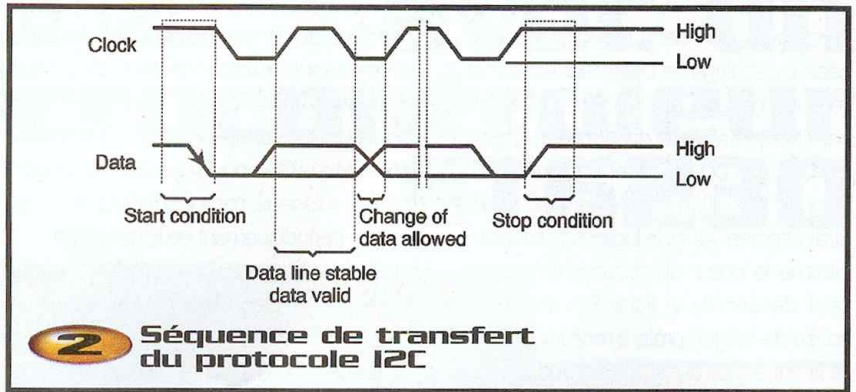 Clock
High
Low
Data
High
Low
Start condition
Change of
data allowed
Stop condition
Data line stable
data valid
2 Séquence de transfert
du protocole I2C